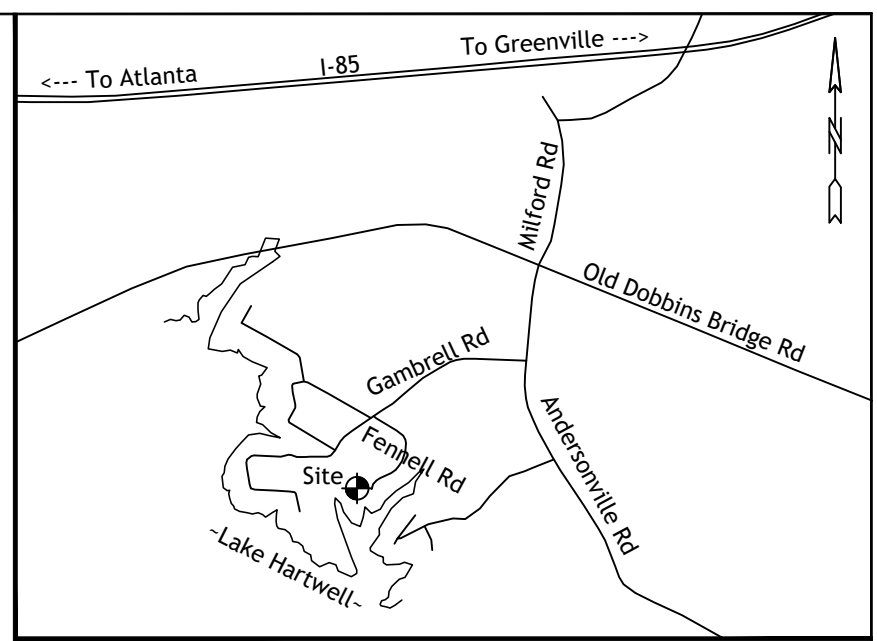 To Greenville --->
I-85
<--- To Atlanta
N
Milford Rd
Old Dobbins Bridge Rd
Gambrell Rd
Andersonville Rd
Fennell Rd
Site
~Lake Hartwell~